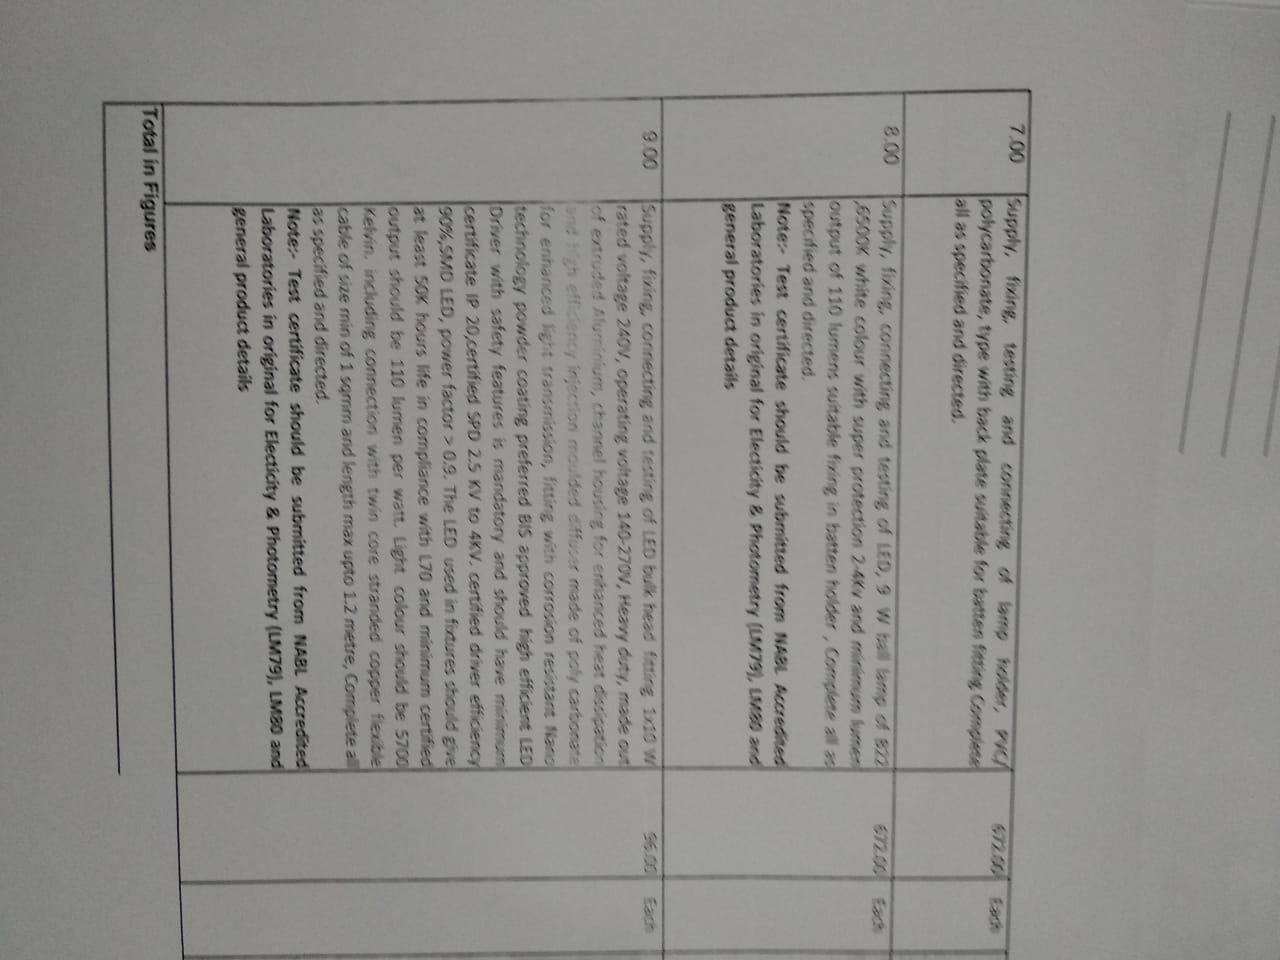 7.00
Supply, fixing, testing and connecting of lamp holder, PVC/
polycarbonate, type with back plate suitable for batten fitting Complete
all as specified and directed.
672.00 Each
8.00
Supply, fixing, connecting and testing of LED, 9 W ball lamp of B22
,6500K white colour with super protection 2-4Kv and minimum lumen
output of 110 lumens suitable fixing in batten holder , Complete all as
specified and directed.
Note:- Test certificate should be submitted from NABL Accredited
Laboratories in original for Electicity & Photometry (LM79), LM80 and
general product details
672.00 Each
9.00
Supply, fixing, connecting and testing of LED bulk head fitting 1x10 W
rated voltage 240V, operating voltage 140-270V, Heavy duty, made out
of extruded Aluminium, channel housing for enhanced heat dissipation
and high efficiency injection moulded diffuser made of poly carbonate
for enhanced light transmission, fitting with corrosion resistant Nano
technology powder coating preferred BIS approved high efficient LED
Driver with safety features is mandatory and should have minimum
certificate IP 20,certified SPD 2.5 KV to 4KV. certified driver efficiency
90%,SMD LED, power factor > 0.9. The LED used in fixtures should give
at least 50K hours life in compliance with L70 and minimum certified
output should be 110 lumen per watt. Light colour should be 5700
Kelvin. including connection with twin core stranded copper flexible
cable of size min of 1 sqmm and length max upto 1.2 metre, Complete all
as specified and directed.
Note:- Test certificate should be submitted from NABL Accredited
Laboratories in original for Electicity & Photometry (LM79), LM80 and
general product details
96.00 Each
Total in Figures